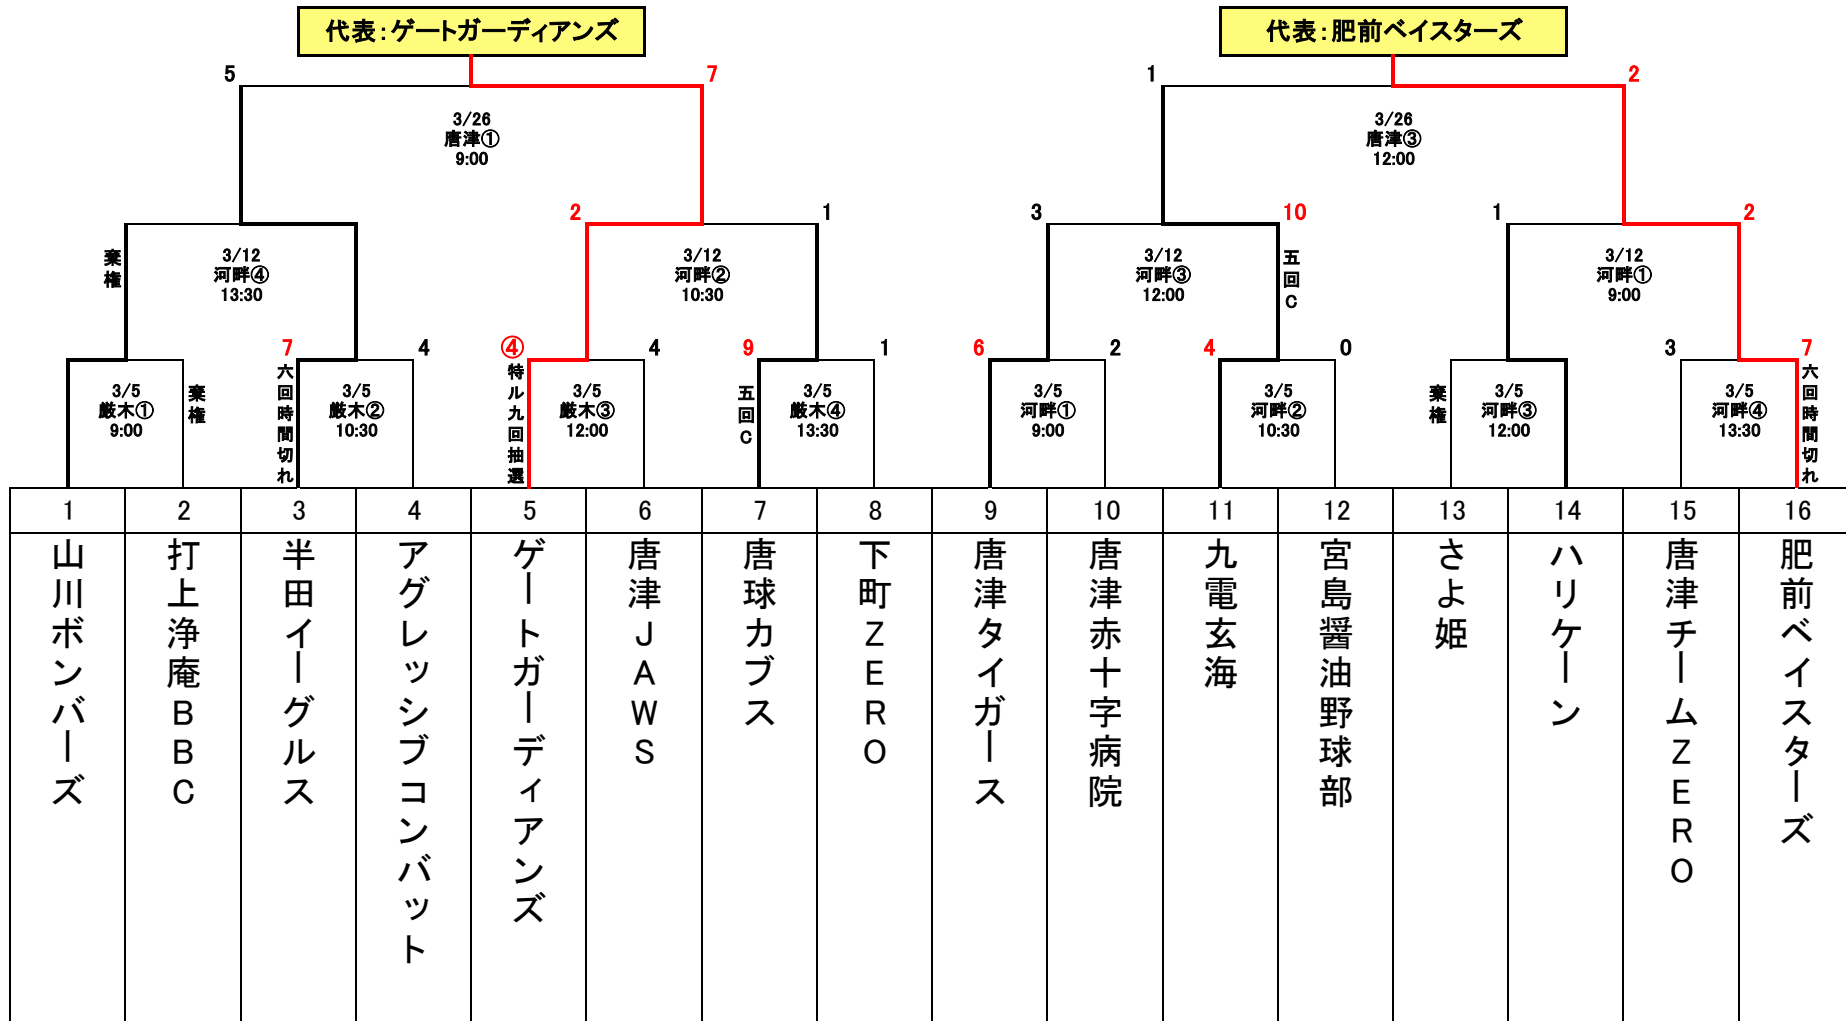 代表：ゲートガーディアンズ
代表：肥前ベイスターズ
5
7
1
2
3/26
唐津①
9:00
3/26
唐津③
12:00
2
1
3
10
1
2
棄権
3/12
河畔④
13:30
3/12
河畔②
10:30
3/12
河畔③
12:00
五回C
3/12
河畔①
9:00
7
4
④
4
9
1
6
2
4
0
3
7
3/5
厳木①
9:00
棄権
六回時間切れ
3/5
厳木②
10:30
特ル九回抽選
3/5
厳木③
12:00
五回C
3/5
厳木④
13:30
3/5
河畔①
9:00
3/5
河畔②
10:30
棄権
3/5
河畔③
12:00
3/5
河畔④
13:30
六回時間切れ
1
2
3
4
5
6
7
8
9
10
11
12
13
14
15
16
山川ボンバーズ
打上浄庵BBC
半田イーグルス
アグレッシブコンバット
ゲートガーディアンズ
唐津JAWS
唐球カブス
下町ZERO
唐津タイガース
唐津赤十字病院
九電玄海
宮島醤油野球部
さよ姫
ハリケーン
唐津チームZERO
肥前ベイスターズ